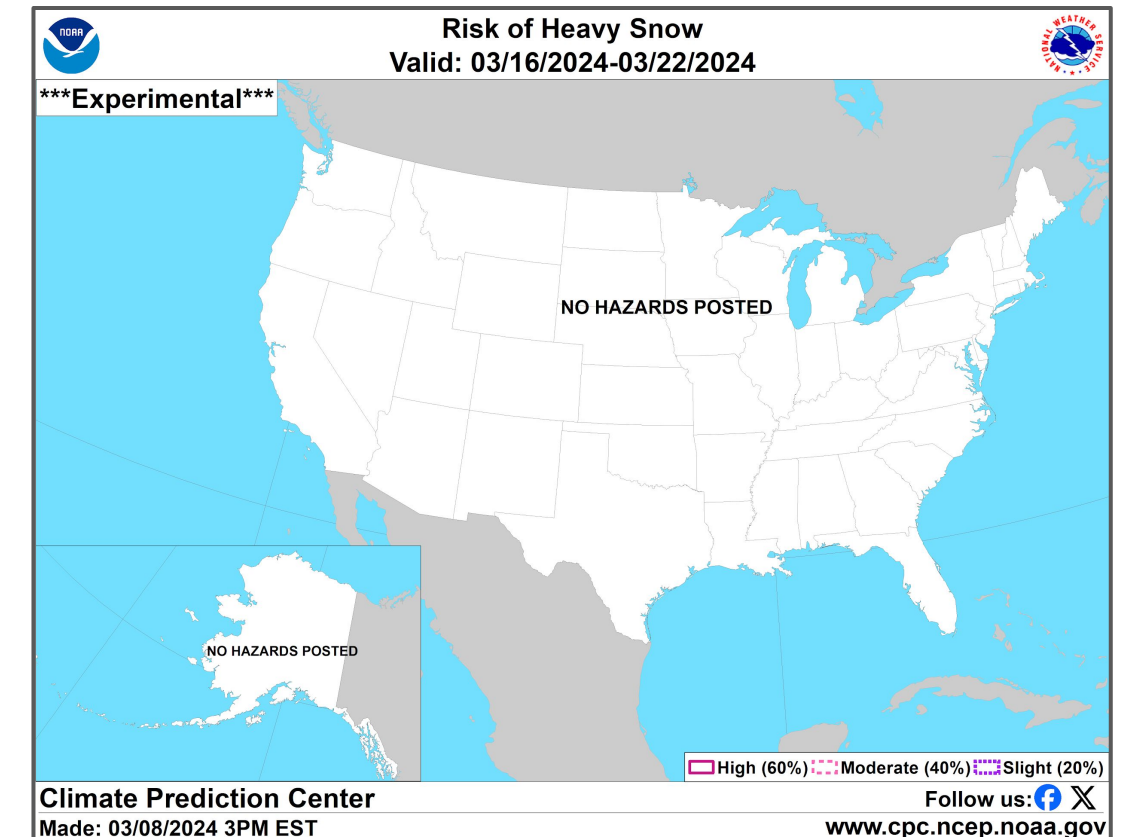 NOAA
Risk of Heavy Snow
Valid: 03/16/2024-03/22/2024
NATIONAL WEATHER SERVICE
***Experimental***
NO HAZARDS POSTED
NO HAZARDS POSTED
High (60%) Moderate (40%) Slight (20%)
Climate Prediction Center
Follow us:
Made: 03/08/2024 3PM EST
www.cpc.ncep.noaa.gov